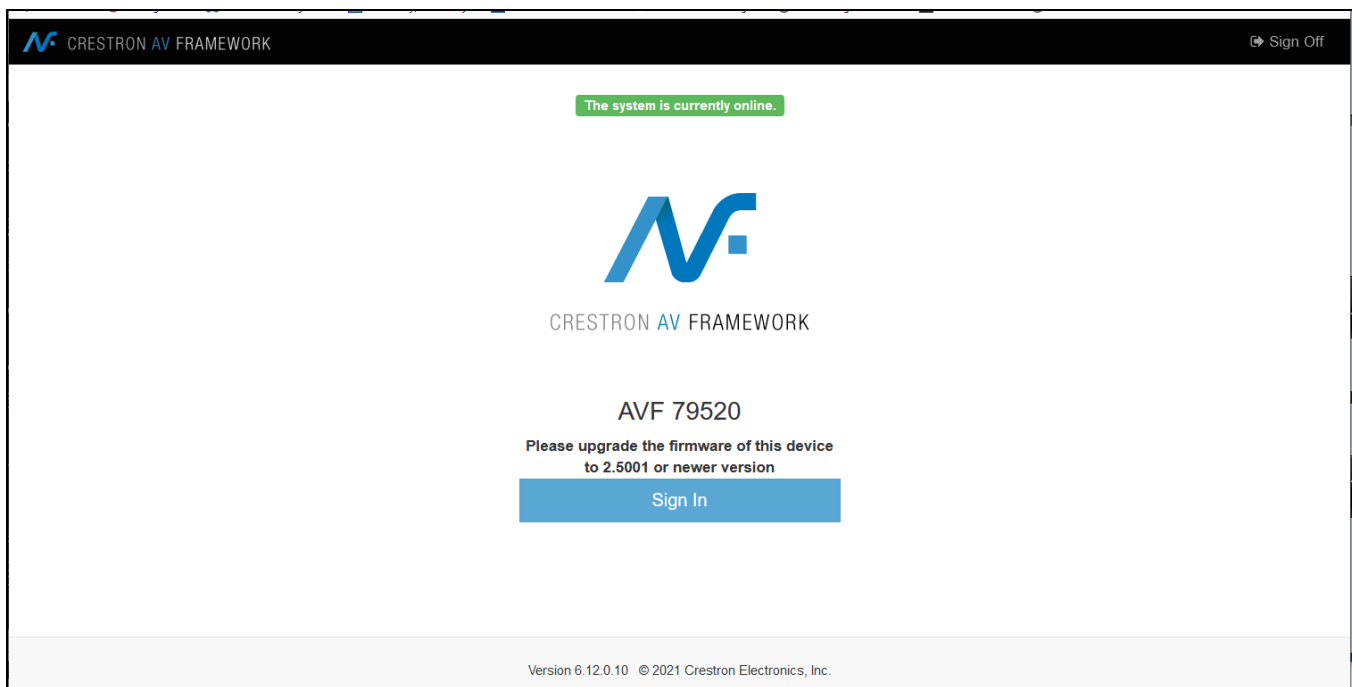 CRESTRON AV FRAMEWORK
Sign Off
The system is currently online.
CRESTRON AV FRAMEWORK
AVF 79520
Please upgrade the firmware of this device
to 2.5001 or newer version
Sign In
Version 6.12.0.10 © 2021 Crestron Electronics, Inc.